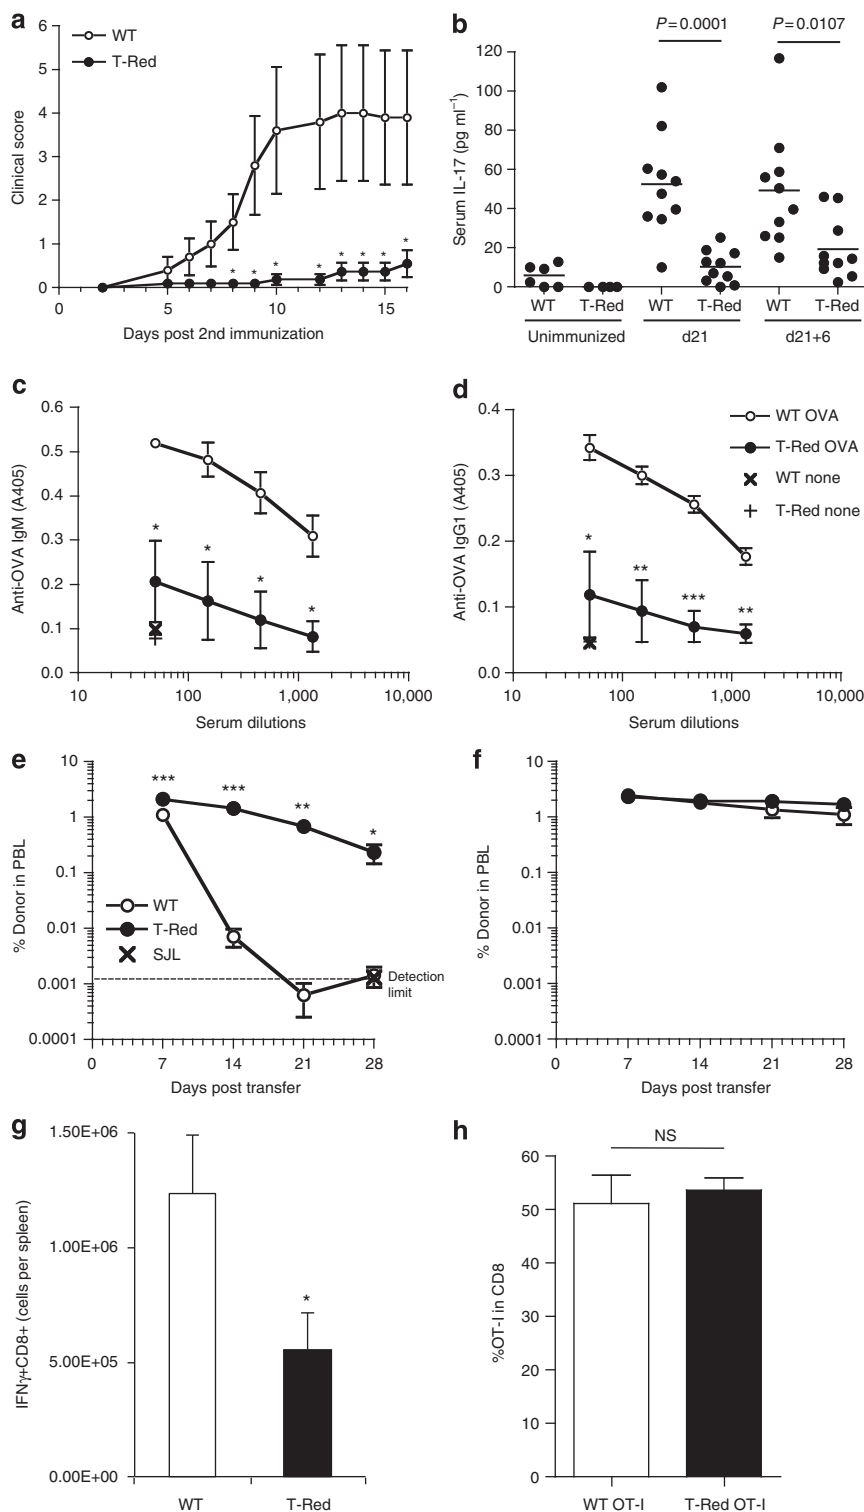 a
6
5
4
3
2
1
0
Clinical score
WT
T-Red
* * * * * * * *
0 5 10 15
Days post 2nd immunization
b
P=0.0001 P=0.0107
120
100
80
60
40
20
0
Serum IL-17 (pg ml⁻¹)
WT T-Red WT T-Red WT T-Red
Unimmunized d21 d21+6
c
0.6
0.5
0.4
0.3
0.2
0.1
0.0
Anti-OVA IgM (A405)
* * * *
10 100 1,000 10,000
Serum dilutions
d
0.4
0.3
0.2
0.1
0.0
Anti-OVA IgG1 (A405)
WT OVA
T-Red OVA
WT none
T-Red none
* ** *** **
10 100 1,000 10,000
Serum dilutions
e
10
1
0.1
0.01
0.001
0.0001
% Donor in PBL
*** *** ** *
WT
T-Red
SJL
Detection
limit
0 7 14 21 28
Days post transfer
f
10
1
0.1
0.01
0.001
0.0001
% Donor in PBL
0 7 14 21 28
Days post transfer
g
1.50E+06
1.00E+06
5.00E+05
0.00E+00
IFNγ+CD8+ (cells per spleen)
*
WT T-Red
h
NS
60
50
40
30
20
10
0
%OT-I in CD8
WT OT-I T-Red OT-I